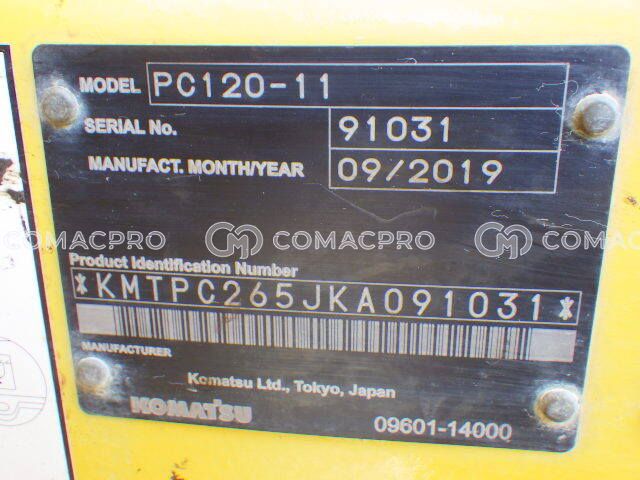 MODEL PC120-11
SERIAL No. 91031
MANUFACT. MONTH/YEAR 09/2019
COMACPRO COMACPRO COMACPRO
Product Identification Number
*KMTPC265JKA091031*
MANUFACTURER
Komatsu Ltd., Tokyo, Japan
KOMATSU
09601-14000